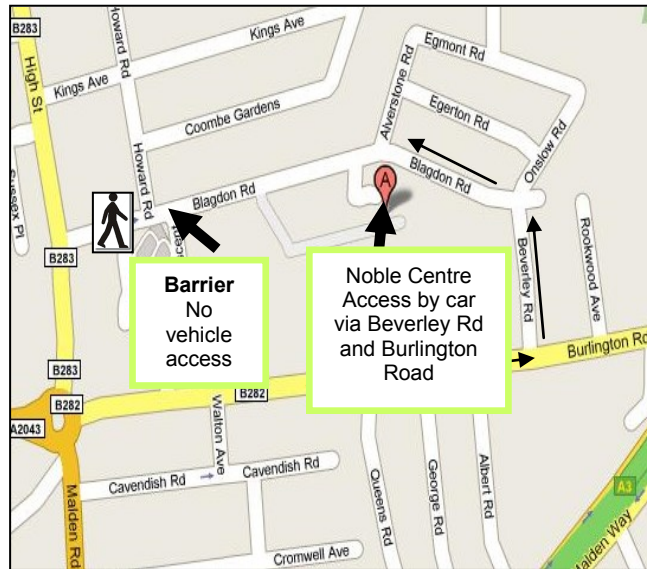 B283
High St
Kings Ave
Howard Rd
Kings Ave
Coombe Gardens
Alverstone Rd
Egmont Rd
Egerton Rd
Onslow Rd
Howard Rd
Blagdon Rd
A
Blagdon Rd
Sussex Pl
B283
Beverley Rd
Rookwood Ave
Barrier
No
vehicle
access
Noble Centre
Access by car
via Beverley Rd
and Burlington
Road
Burlington Rd
B283
B282
B282
A2043
Malden Rd
Walton Ave
Cavendish Rd
Cavendish Rd
Queens Rd
George Rd
Albert Rd
A3
Malden Way
Cromwell Ave